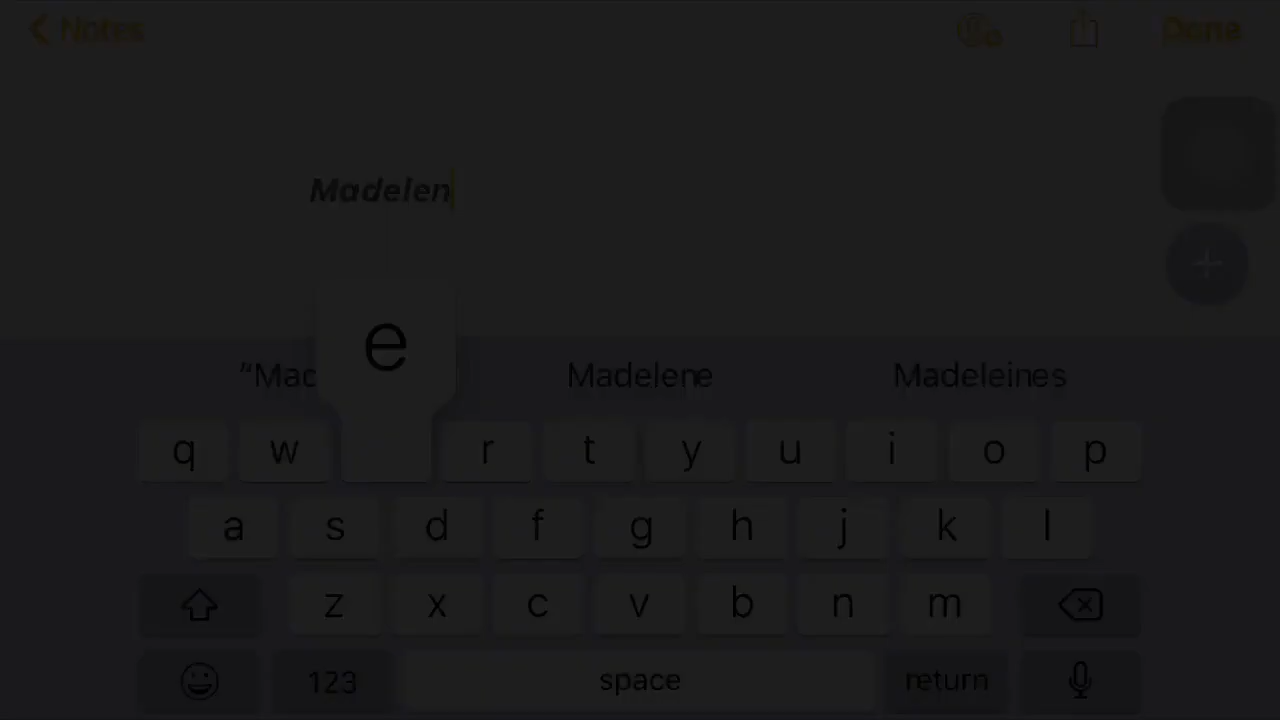 Notes
Done
Madelen
e
“Mad
Madelene
Madeleines
q w r t y u i o p
a s d f g h j k l
z x c v b n m
123 space return